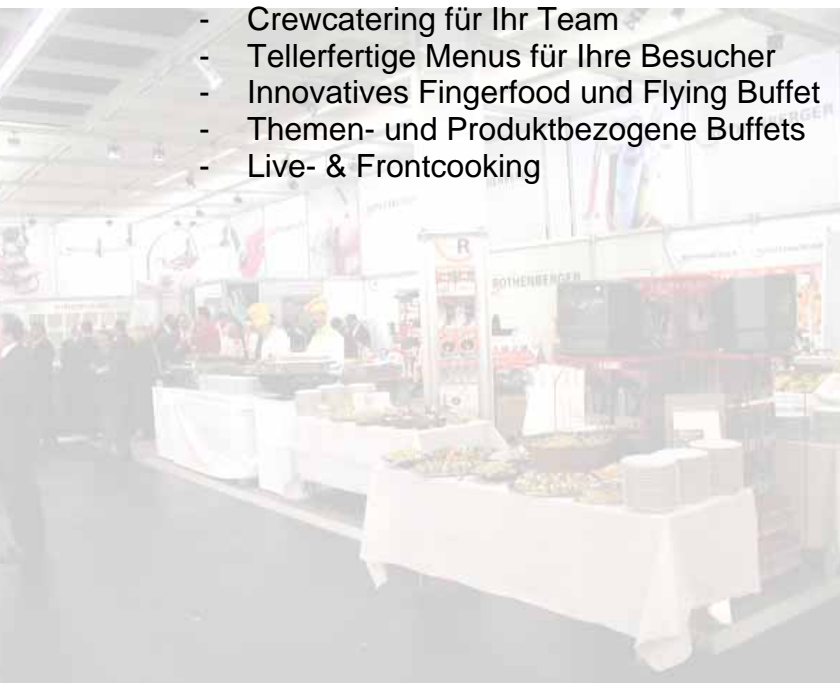 - Crewcatering für Ihr Team
- Tellerfertige Menus für Ihre Besucher
- Innovatives Fingerfood und Flying Buffet
- Themen- und Produktbezogene Buffets
- Live- & Frontcooking
R
ROTHENBERGER